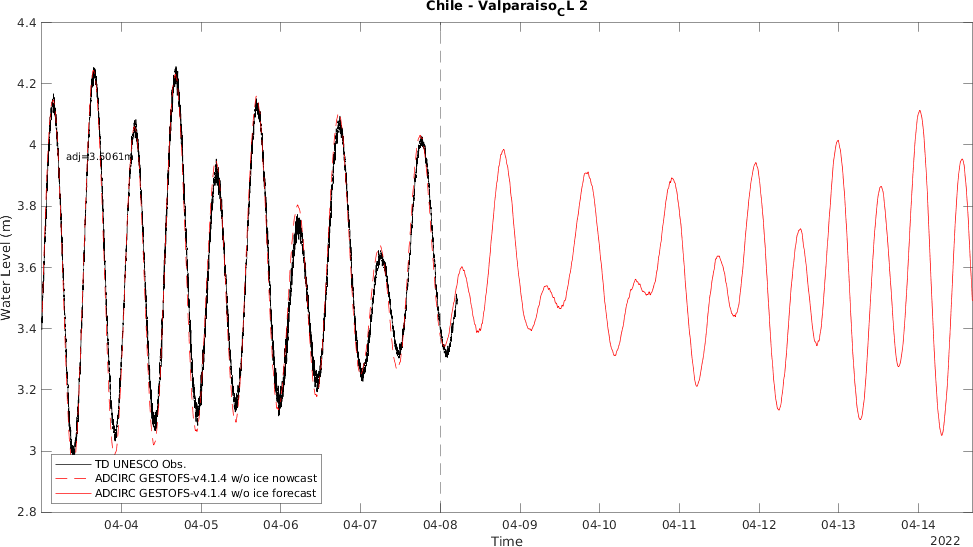 Chile - Valparaiso_CL 2
4.4
4.2
4
3.8
3.6
3.4
3.2
3
2.8
Water Level (m)
adj=3.6061m
TD UNESCO Obs.
ADCIRC GESTOFS-v4.1.4 w/o ice nowcast
ADCIRC GESTOFS-v4.1.4 w/o ice forecast
04-04 04-05 04-06 04-07 04-08 04-09 04-10 04-11 04-12 04-13 04-14
Time
2022